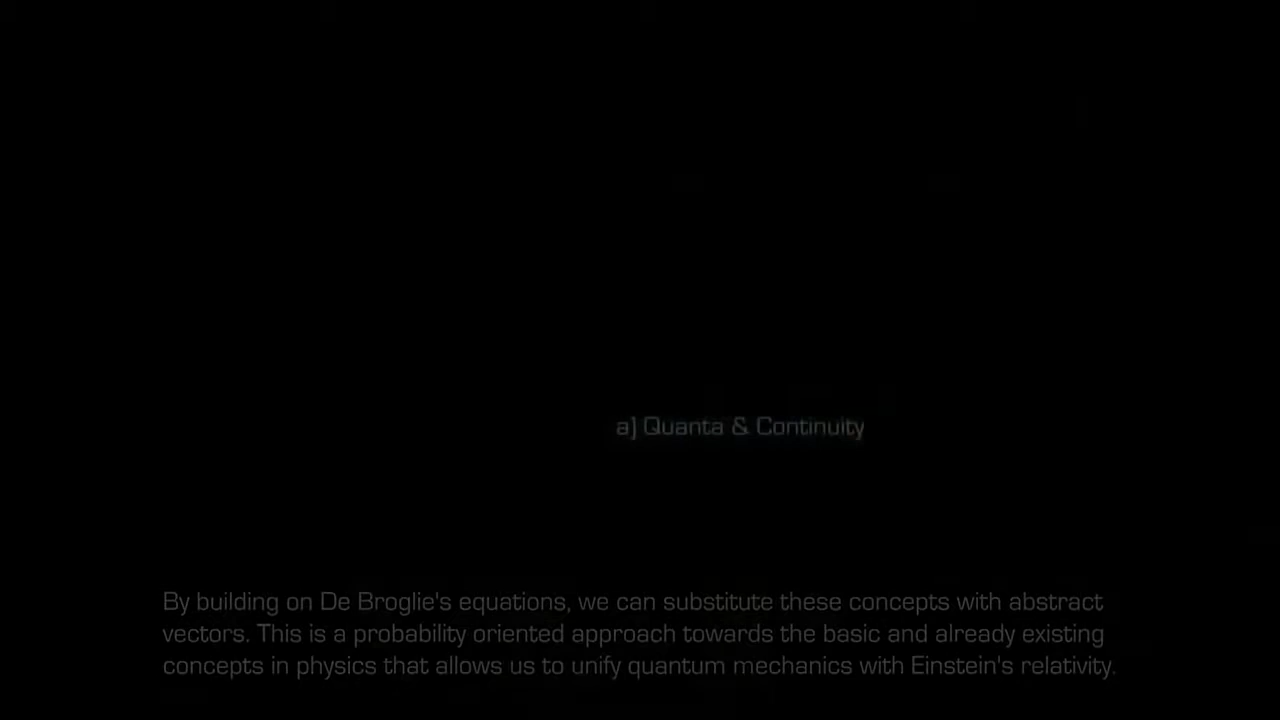 a) Quanta & Continuity
By building on De Broglie's equations, we can substitute these concepts with abstract
vectors. This is a probability oriented approach towards the basic and already existing
concepts in physics that allows us to unify quantum mechanics with Einstein's relativity.